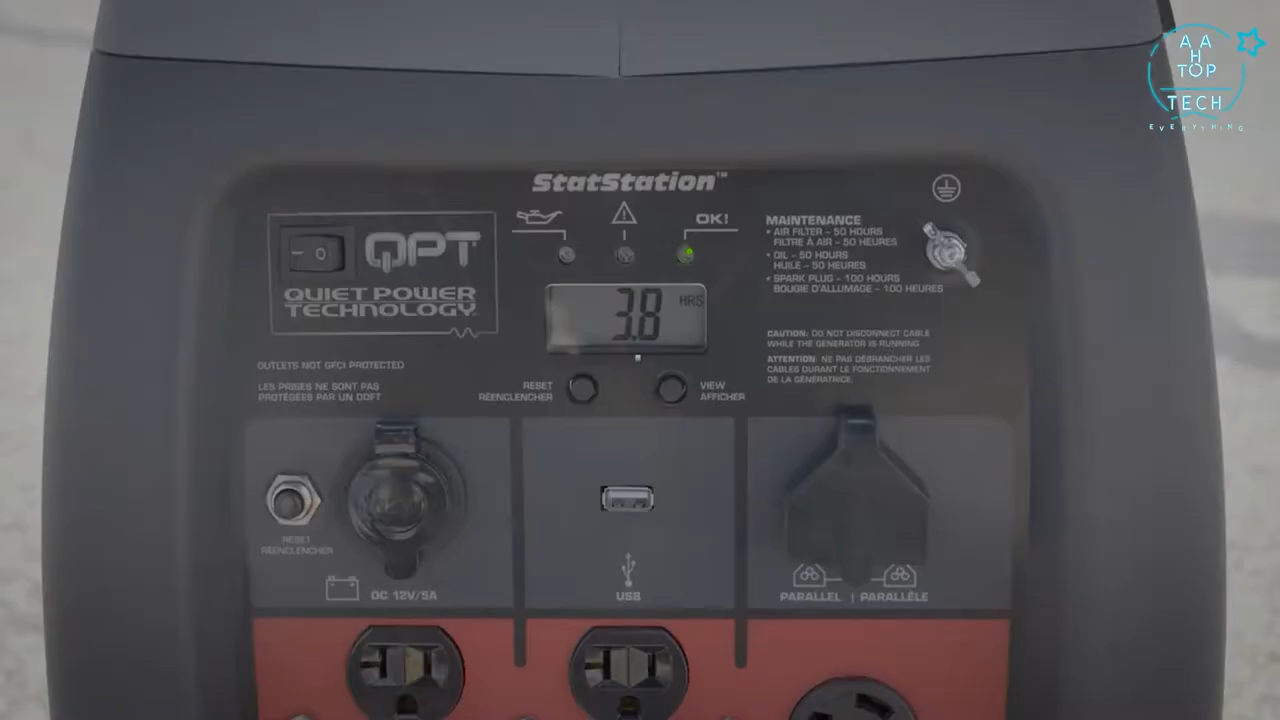 A A
H
TOP
TECH
EVERYTHING
StatStation™
OK!
– O
QPT
QUIET POWER
TECHNOLOGY
3.8 HRS
MAINTENANCE
• AIR FILTER – 50 HOURS
FILTRE À AIR – 50 HEURES
• OIL – 50 HOURS
HUILE – 50 HEURES
• SPARK PLUG – 100 HOURS
BOUGIE D'ALLUMAGE – 100 HEURES
CAUTION: DO NOT DISCONNECT CABLE
WHILE THE GENERATOR IS RUNNING
ATTENTION: NE PAS DÉBRANCHER LES
CÂBLES DURANT LE FONCTIONNEMENT
DE LA GÉNÉRATRICE.
OUTLETS NOT GFCI PROTECTED
LES PRISES NE SONT PAS
PROTÉGÉES PAR UN DDFT
RESET
RÉENCLENCHER
VIEW
AFFICHER
RESET
RÉENCLENCHER
DC 12V/5A
USB
PARALLEL | PARALLÈLE